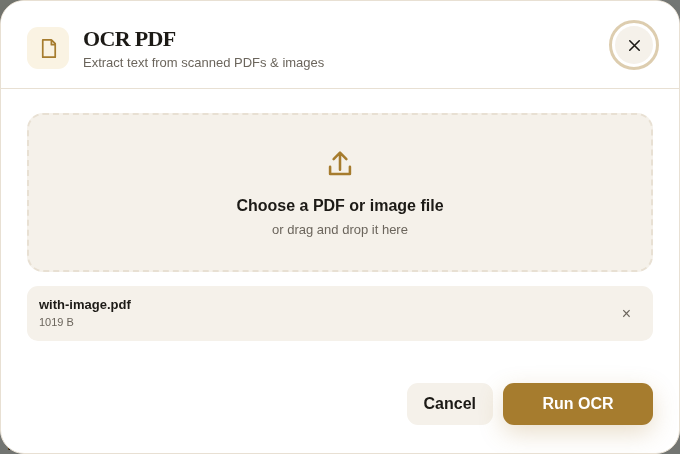 OCR PDF
Extract text from scanned PDFs & images
Choose a PDF or image file
or drag and drop it here
with-image.pdf
1019 B
×
Cancel
Run OCR